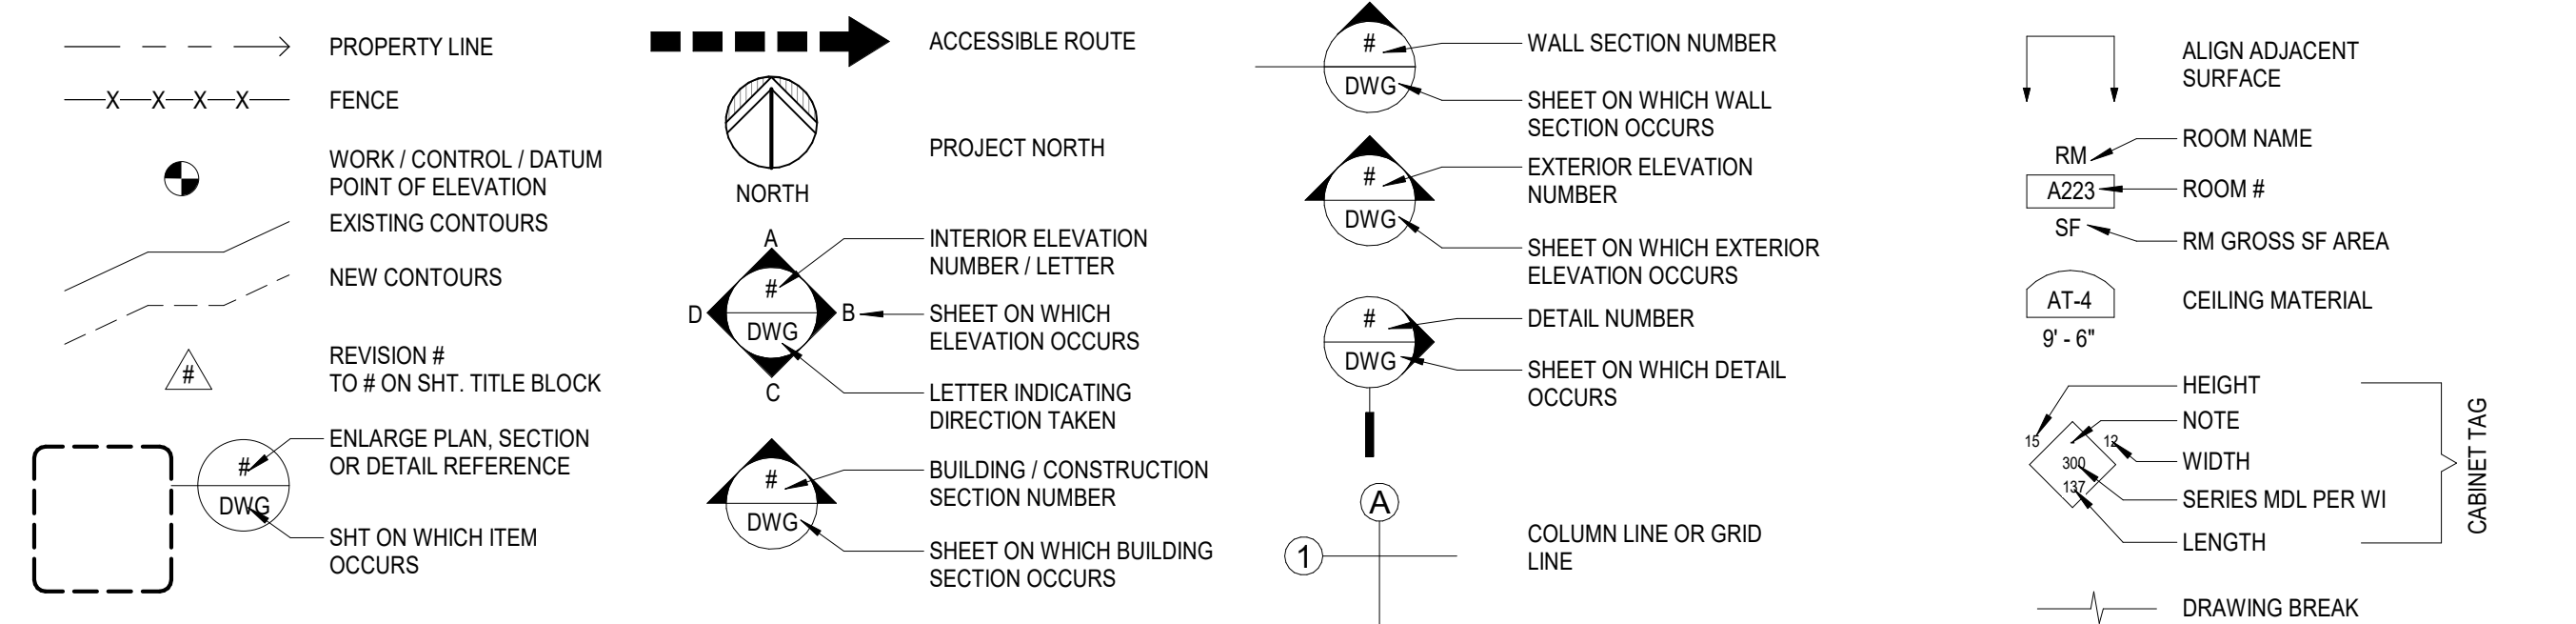 PROPERTY LINE
X X X X
FENCE
WORK / CONTROL / DATUM
POINT OF ELEVATION
EXISTING CONTOURS
NEW CONTOURS
#
REVISION #
TO # ON SHT. TITLE BLOCK
#
DWG
ENLARGE PLAN, SECTION
OR DETAIL REFERENCE
SHT ON WHICH ITEM
OCCURS
ACCESSIBLE ROUTE
NORTH
PROJECT NORTH
A
#
D
B
DWG
C
INTERIOR ELEVATION
NUMBER / LETTER
SHEET ON WHICH
ELEVATION OCCURS
LETTER INDICATING
DIRECTION TAKEN
#
DWG
BUILDING / CONSTRUCTION
SECTION NUMBER
SHEET ON WHICH BUILDING
SECTION OCCURS
#
DWG
WALL SECTION NUMBER
SHEET ON WHICH WALL
SECTION OCCURS
#
DWG
EXTERIOR ELEVATION
NUMBER
SHEET ON WHICH EXTERIOR
ELEVATION OCCURS
#
DWG
DETAIL NUMBER
SHEET ON WHICH DETAIL
OCCURS
A
1
COLUMN LINE OR GRID
LINE
ALIGN ADJACENT
SURFACE
RM
A223
SF
ROOM NAME
ROOM #
RM GROSS SF AREA
AT-4
9' - 6"
CEILING MATERIAL
15
12
300
137
HEIGHT
NOTE
WIDTH
SERIES MDL PER WI
LENGTH
CABINET TAG
DRAWING BREAK